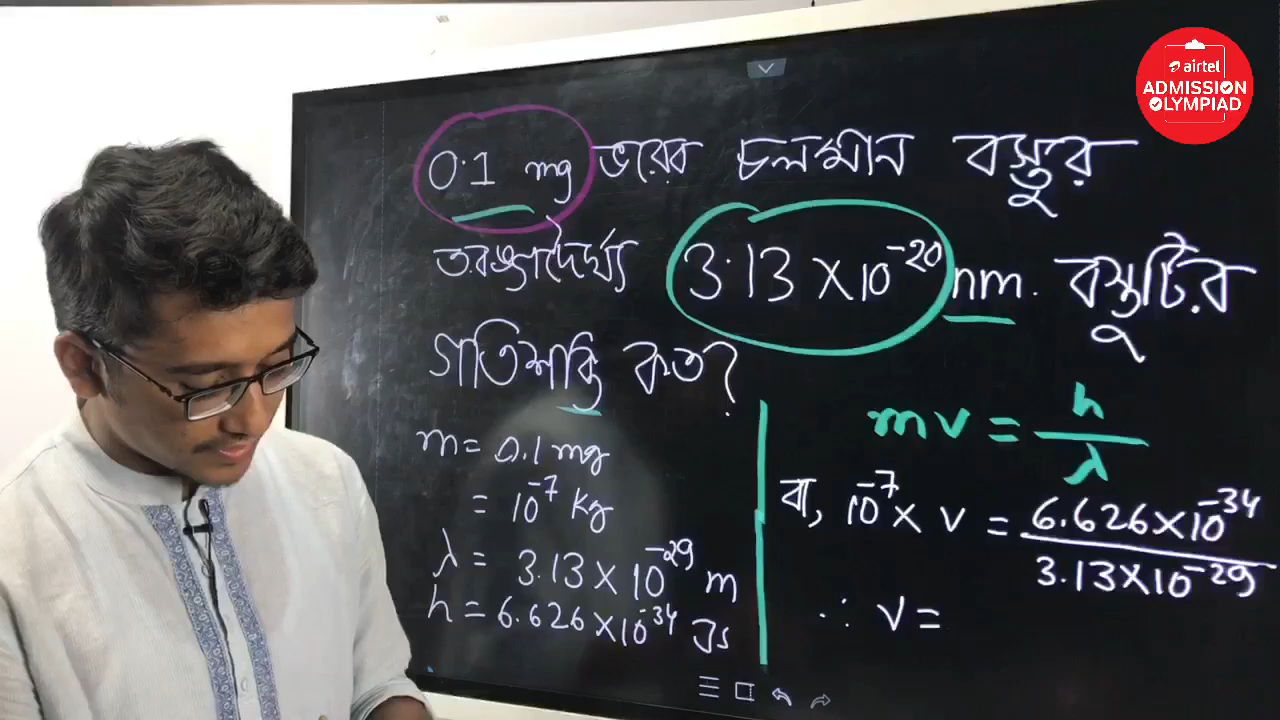 airtel
ADMISSION
OLYMPIAD
0.1 mg ভরের চলমান বস্তুর
তরঙ্গদৈর্ঘ্য 3.13 × 10⁻²⁰ nm. বস্তুটির
গতিশক্তি কত?
m = 0.1 mg
= 10⁻⁷ Kg
λ = 3.13 × 10⁻²⁹ m
h = 6.626 × 10⁻³⁴ Js
mv = h/λ
বা, 10⁻⁷ × v = 6.626 × 10⁻³⁴ / 3.13 × 10⁻²⁹
∴ v =